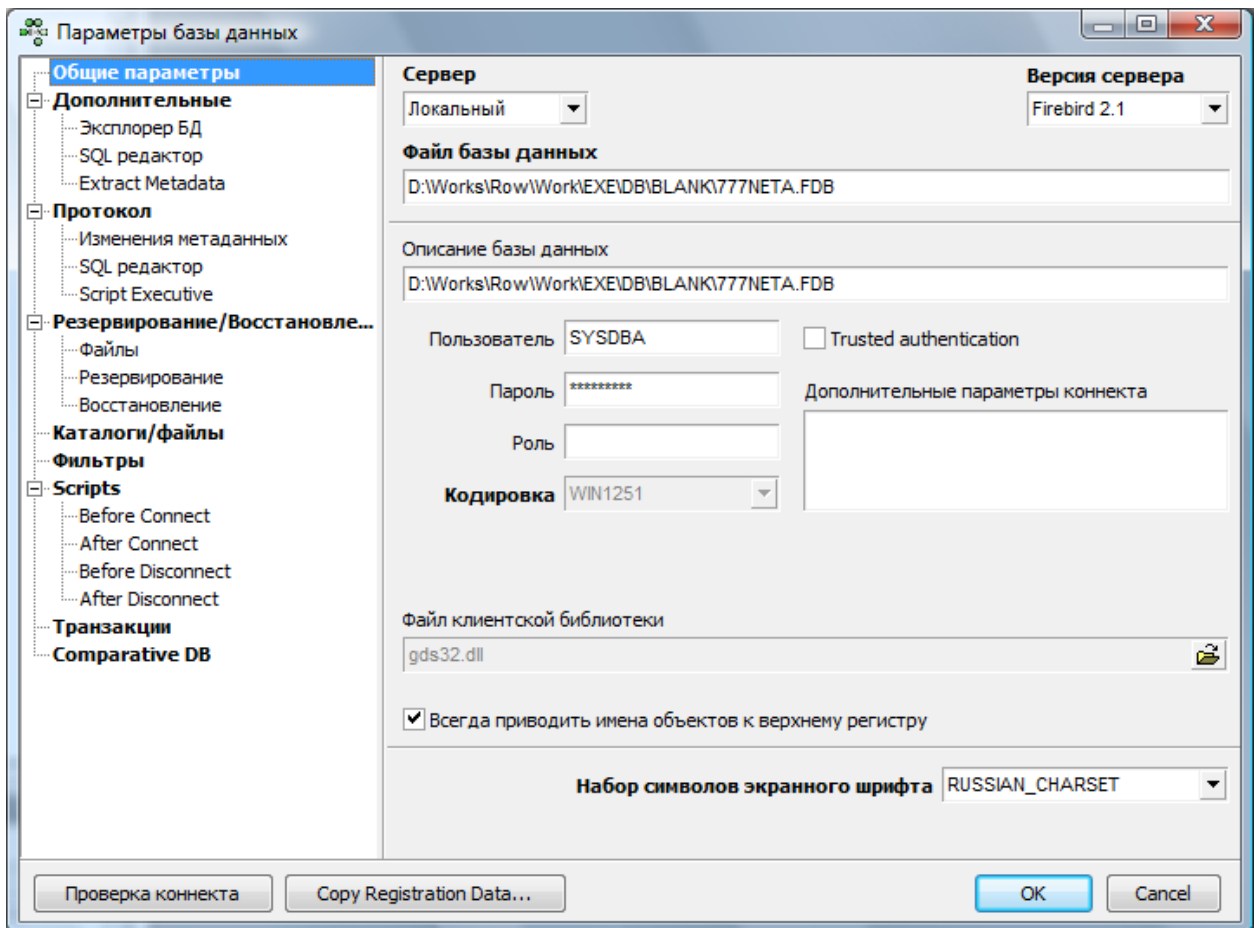 Параметры базы данных
Общие параметры
Дополнительные
Эксплорер БД
SQL редактор
Extract Metadata
Протокол
Изменения метаданных
SQL редактор
Script Executive
Резервирование/Восстановле...
Файлы
Резервирование
Восстановление
Каталоги/файлы
Фильтры
Scripts
Before Connect
After Connect
Before Disconnect
After Disconnect
Транзакции
Comparative DB
Сервер Версия сервера
Локальный Firebird 2.1
Файл базы данных
D:\Works\Row\Work\EXE\DB\BLANK\777NETA.FDB
Описание базы данных
D:\Works\Row\Work\EXE\DB\BLANK\777NETA.FDB
Пользователь SYSDBA Trusted authentication
Пароль ********* Дополнительные параметры коннекта
Роль
Кодировка WIN1251
Файл клиентской библиотеки
gds32.dll
Всегда приводить имена объектов к верхнему регистру
Набор символов экранного шрифта RUSSIAN_CHARSET
Проверка коннекта Copy Registration Data... OK Cancel